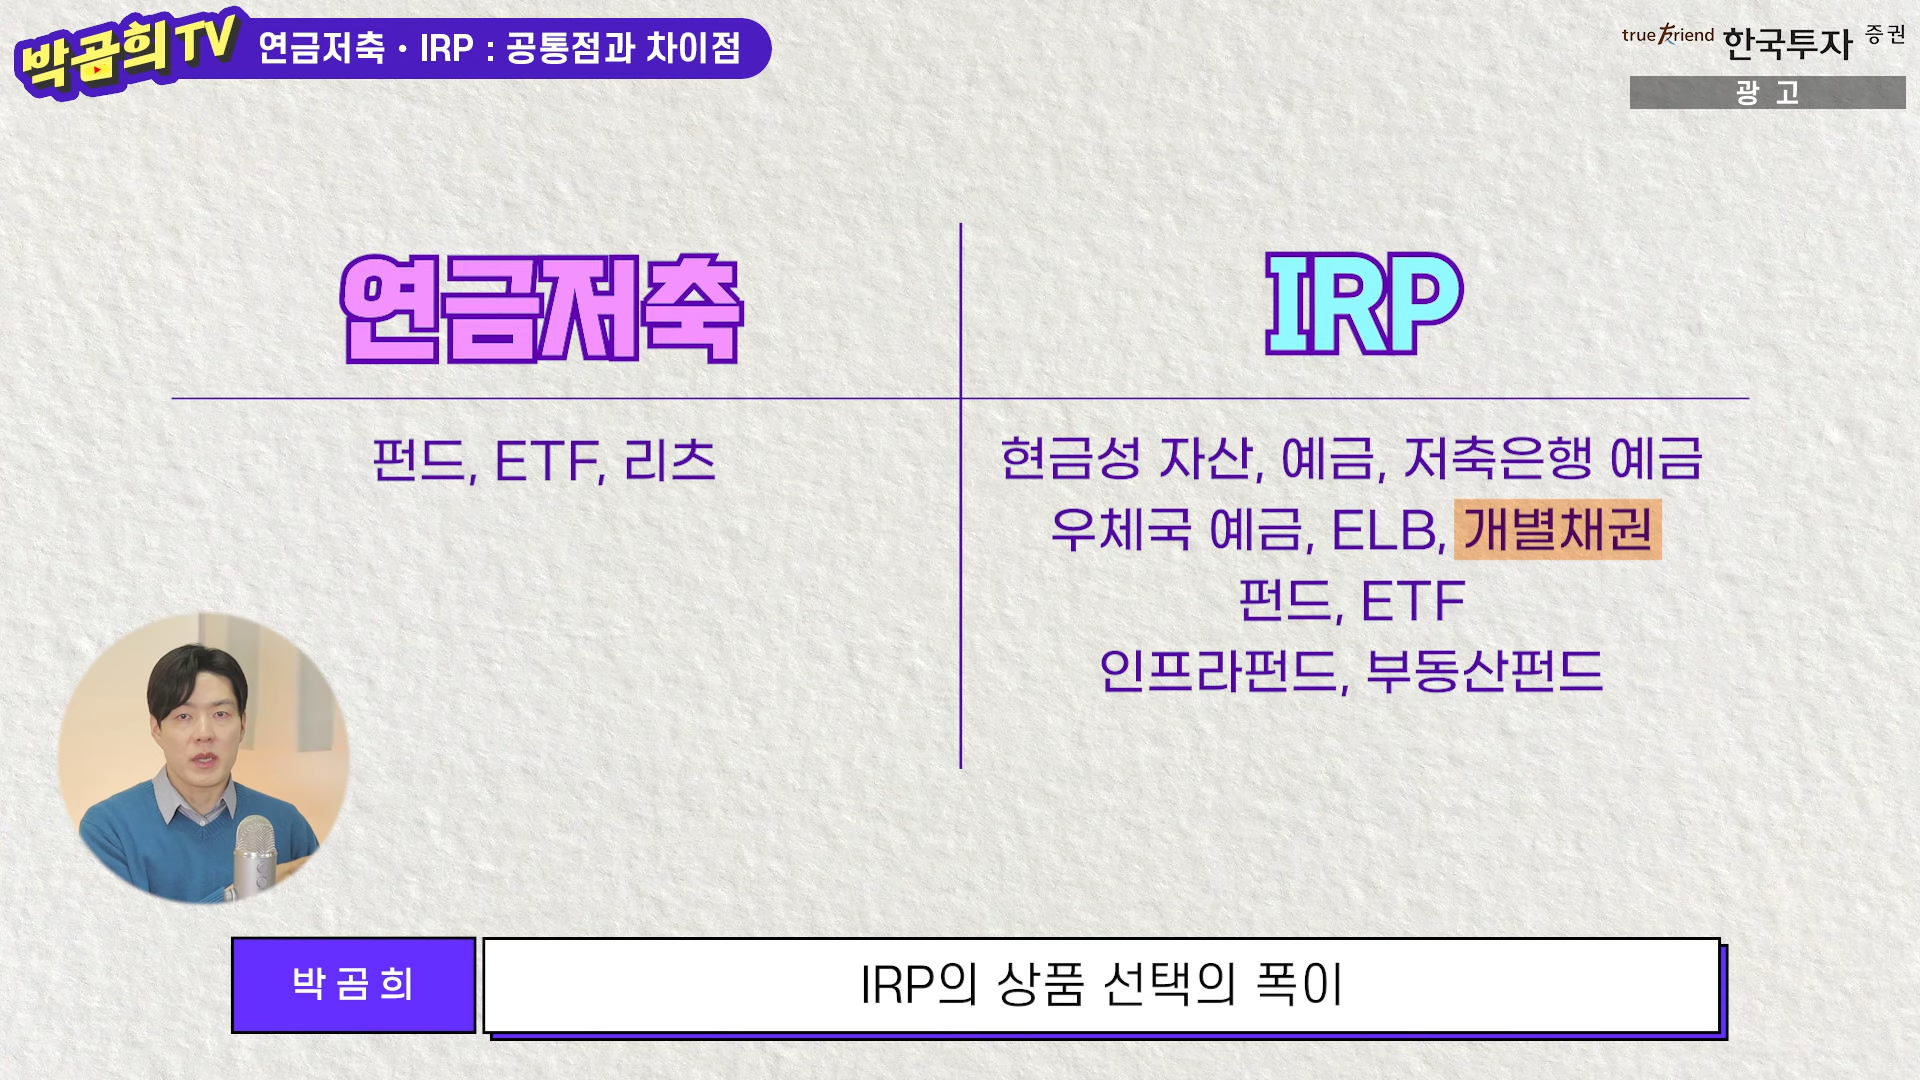 박곰희TV
연금저축 • IRP : 공통점과 차이점
true Friend 한국투자 증권
광 고
연금저축
IRP
펀드, ETF, 리츠
현금성 자산, 예금, 저축은행 예금
우체국 예금, ELB, 개별채권
펀드, ETF
인프라펀드, 부동산펀드
박곰희
IRP의 상품 선택의 폭이